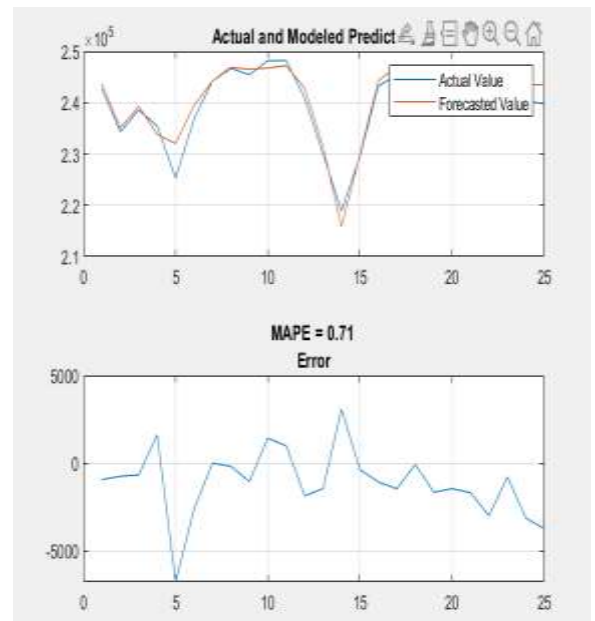 ×10^5
Actual and Modeled Predict
2.5
2.4
2.3
2.2
2.1
Actual Value
Forecasted Value
0 5 10 15 20 25
MAPE = 0.71
Error
5000
0
-5000
0 5 10 15 20 25